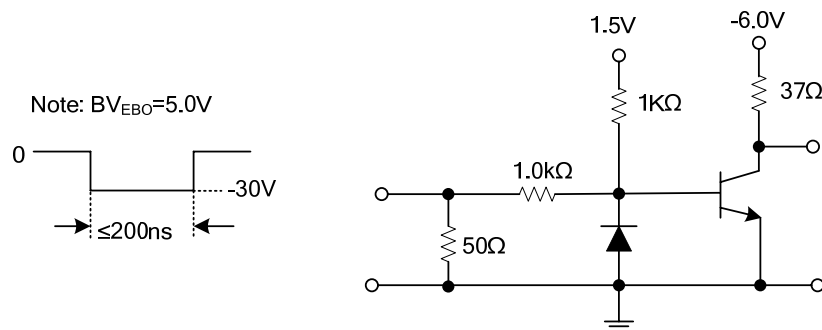 1.5V
-6.0V
Note: BV_EBO=5.0V
1KΩ
37Ω
0
-30V
≤200ns
1.0kΩ
50Ω